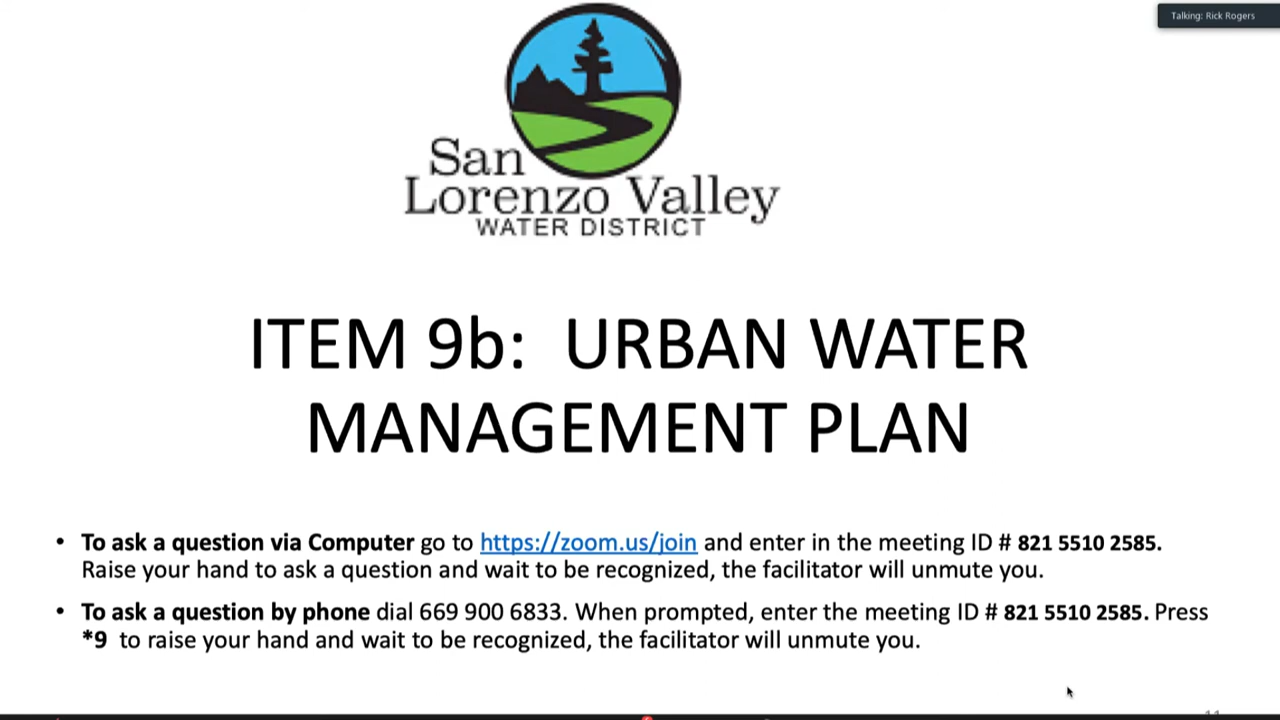 Talking: Rick Rogers
San
Lorenzo Valley
WATER DISTRICT
ITEM 9b: URBAN WATER
MANAGEMENT PLAN
• To ask a question via Computer go to https://zoom.us/join and enter in the meeting ID # 821 5510 2585.
Raise your hand to ask a question and wait to be recognized, the facilitator will unmute you.
• To ask a question by phone dial 669 900 6833. When prompted, enter the meeting ID # 821 5510 2585. Press
*9 to raise your hand and wait to be recognized, the facilitator will unmute you.